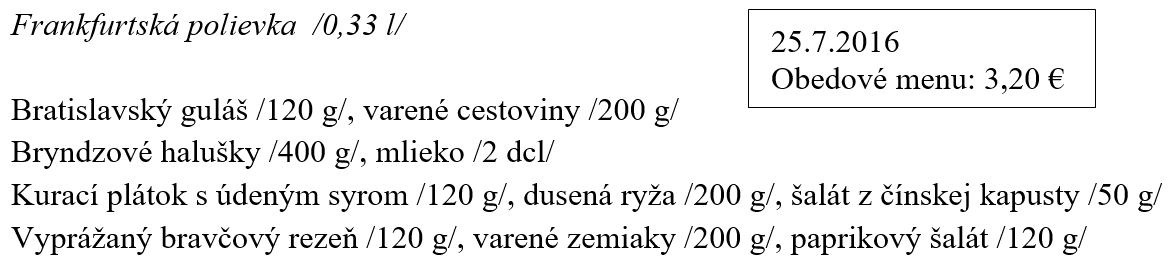 Frankfurtská polievka /0,33 l/
25.7.2016
Obedové menu: 3,20 €
Bratislavský guláš /120 g/, varené cestoviny /200 g/
Bryndzové halušky /400 g/, mlieko /2 dcl/
Kurací plátok s údeným syrom /120 g/, dusená ryža /200 g/, šalát z čínskej kapusty /50 g/
Vyprážaný bravčový rezeň /120 g/, varené zemiaky /200 g/, paprikový šalát /120 g/